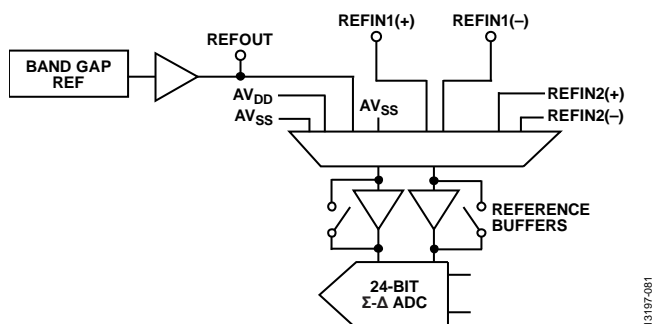 REFIN1(+)
REFIN1(–)
REFOUT
BAND GAP
REF
AVDD
AVSS
AVSS
REFIN2(+)
REFIN2(–)
REFERENCE
BUFFERS
24-BIT
Σ-Δ ADC
13197-081